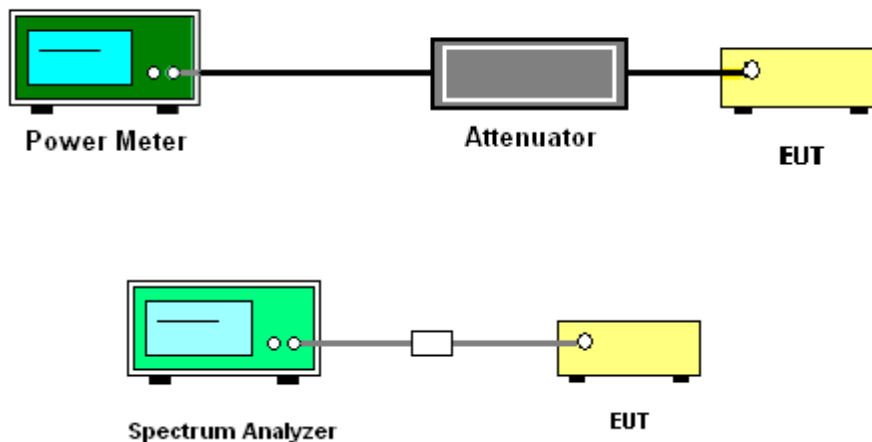 Power Meter
Attenuator
EUT
Spectrum Analyzer
EUT